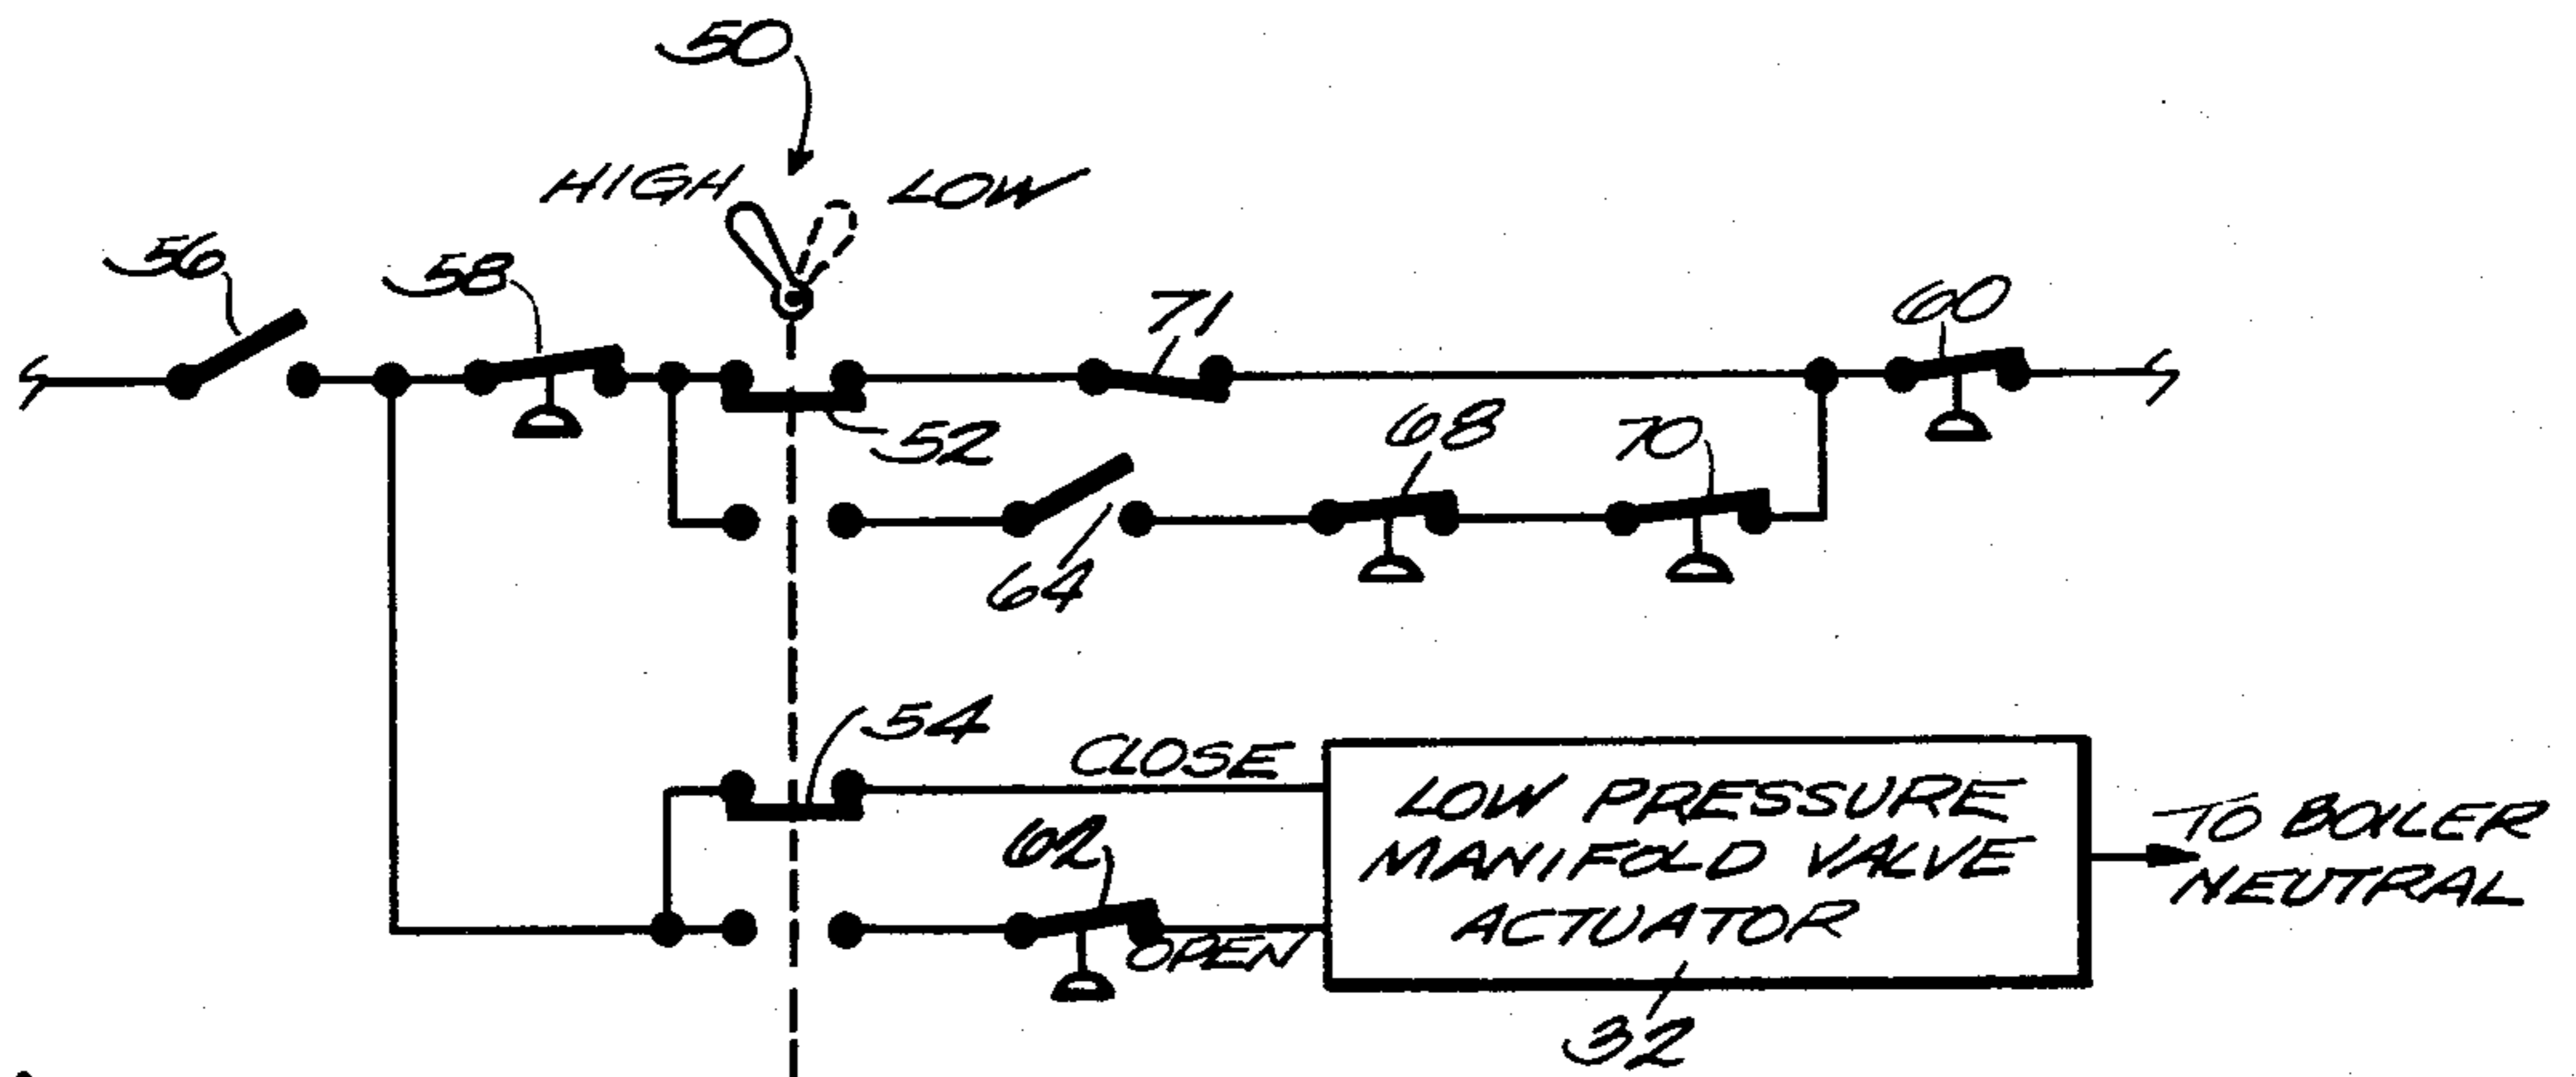 50
HIGH LOW
56
58
71
60
52
68
70
64
54
CLOSE
62
OPEN
LOW PRESSURE
MANIFOLD VALVE
ACTUATOR
TO BOILER
NEUTRAL
32